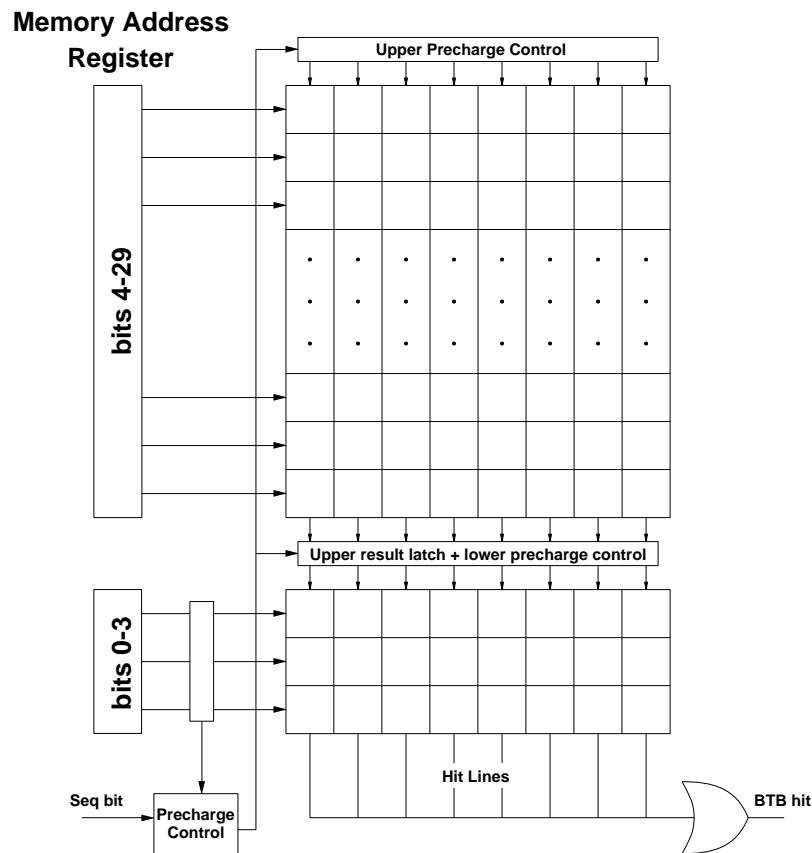 Memory Address
Register
Upper Precharge Control
bits 4-29
Upper result latch + lower precharge control
bits 0-3
Hit Lines
Seq bit
Precharge
Control
BTB hit